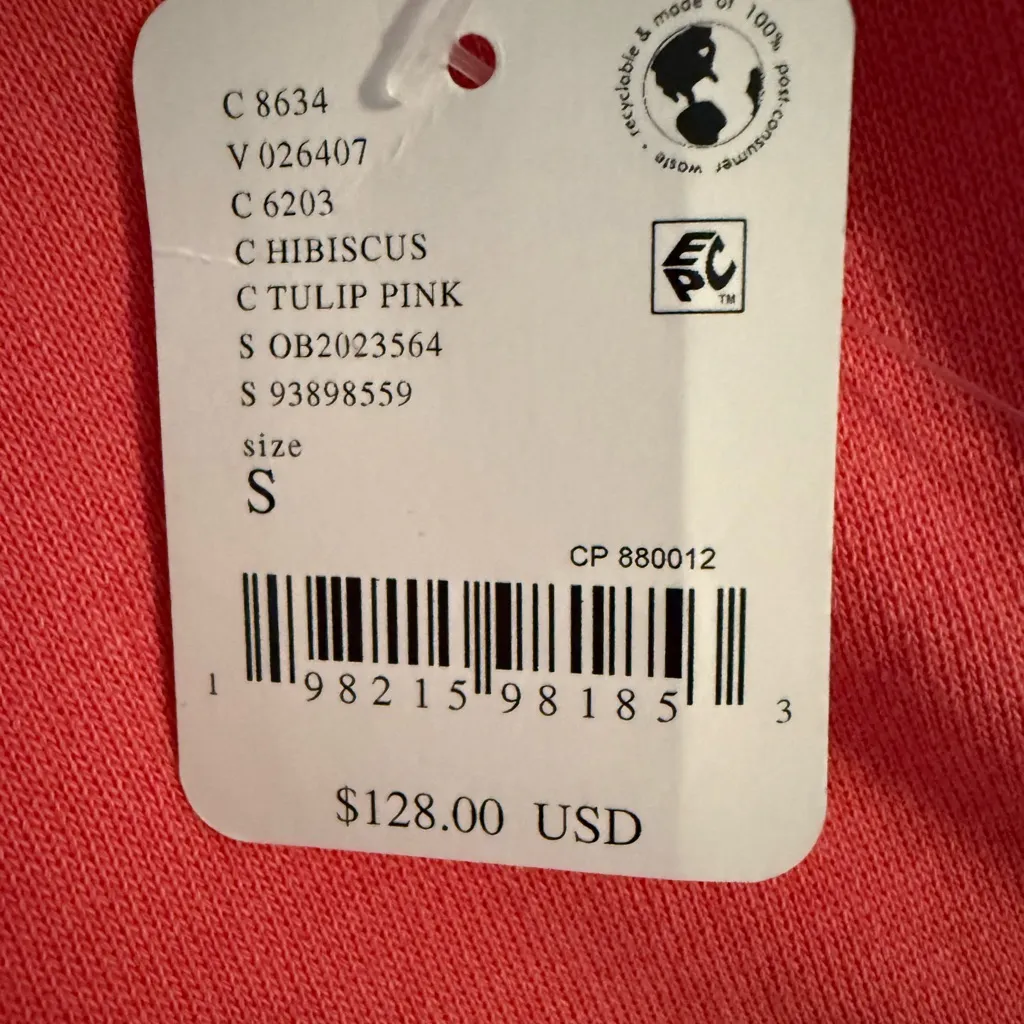 recyclable & made of 100% post-consumer waste
C 8634
V 026407
C 6203
C HIBISCUS
C TULIP PINK
S OB2023564
S 93898559
size
S
EPC
TM
CP 880012
1 98215 98185 3
$128.00 USD